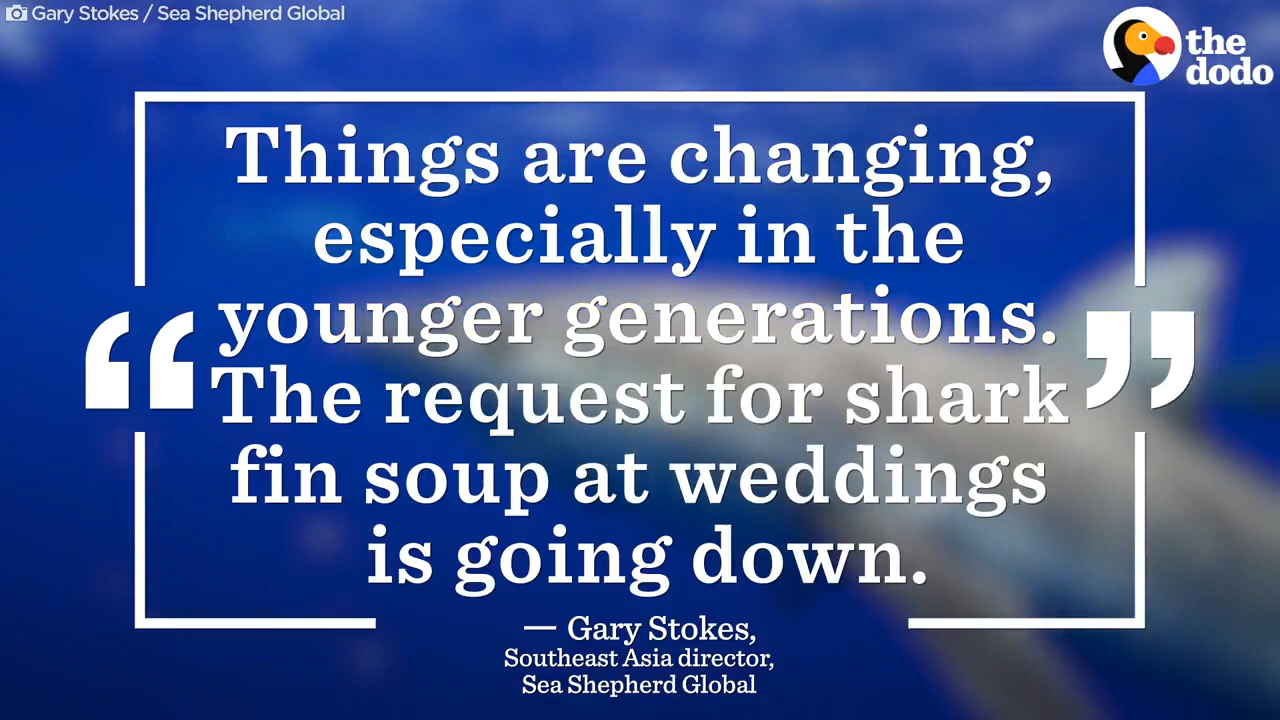 Gary Stokes / Sea Shepherd Global
the
dodo
Things are changing,
especially in the
younger generations.
“The request for shark”
fin soup at weddings
is going down.
— Gary Stokes,
Southeast Asia director,
Sea Shepherd Global